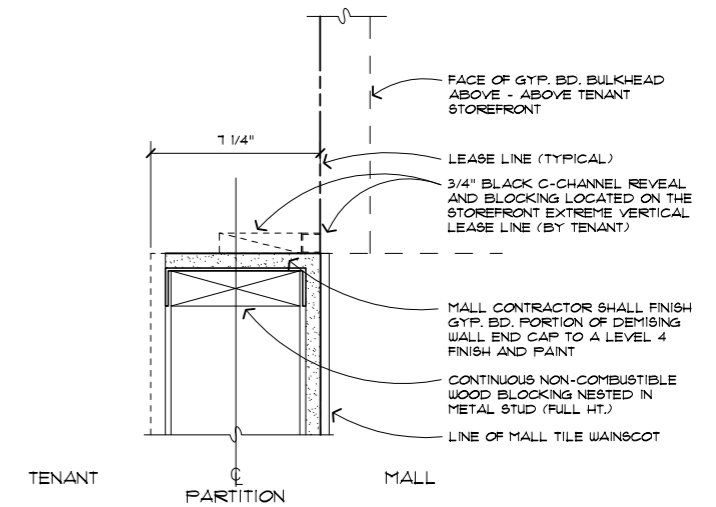 FACE OF GYP. BD. BULKHEAD
ABOVE - ABOVE TENANT
STOREFRONT
7 1/4"
LEASE LINE (TYPICAL)
3/4" BLACK C-CHANNEL REVEAL
AND BLOCKING LOCATED ON THE
STOREFRONT EXTREME VERTICAL
LEASE LINE (BY TENANT)
MALL CONTRACTOR SHALL FINISH
GYP. BD. PORTION OF DEMISING
WALL END CAP TO A LEVEL 4
FINISH AND PAINT
CONTINUOUS NON-COMBUSTIBLE
WOOD BLOCKING NESTED IN
METAL STUD (FULL HT.)
LINE OF MALL TILE WAINSCOT
TENANT
℄
MALL
PARTITION